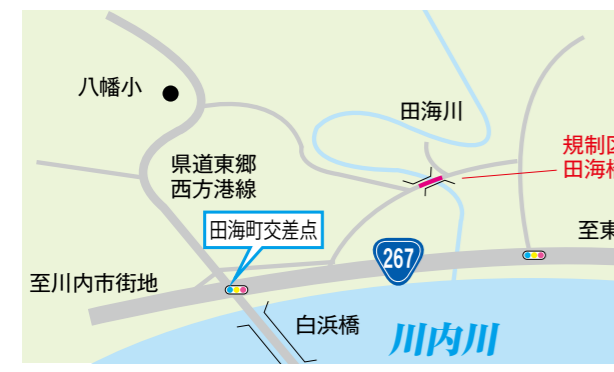 八幡小
田海川
規制区
田海
県道東郷
西方港線
田海町交差点
至東
267
至川内市街地
白浜橋
川内川